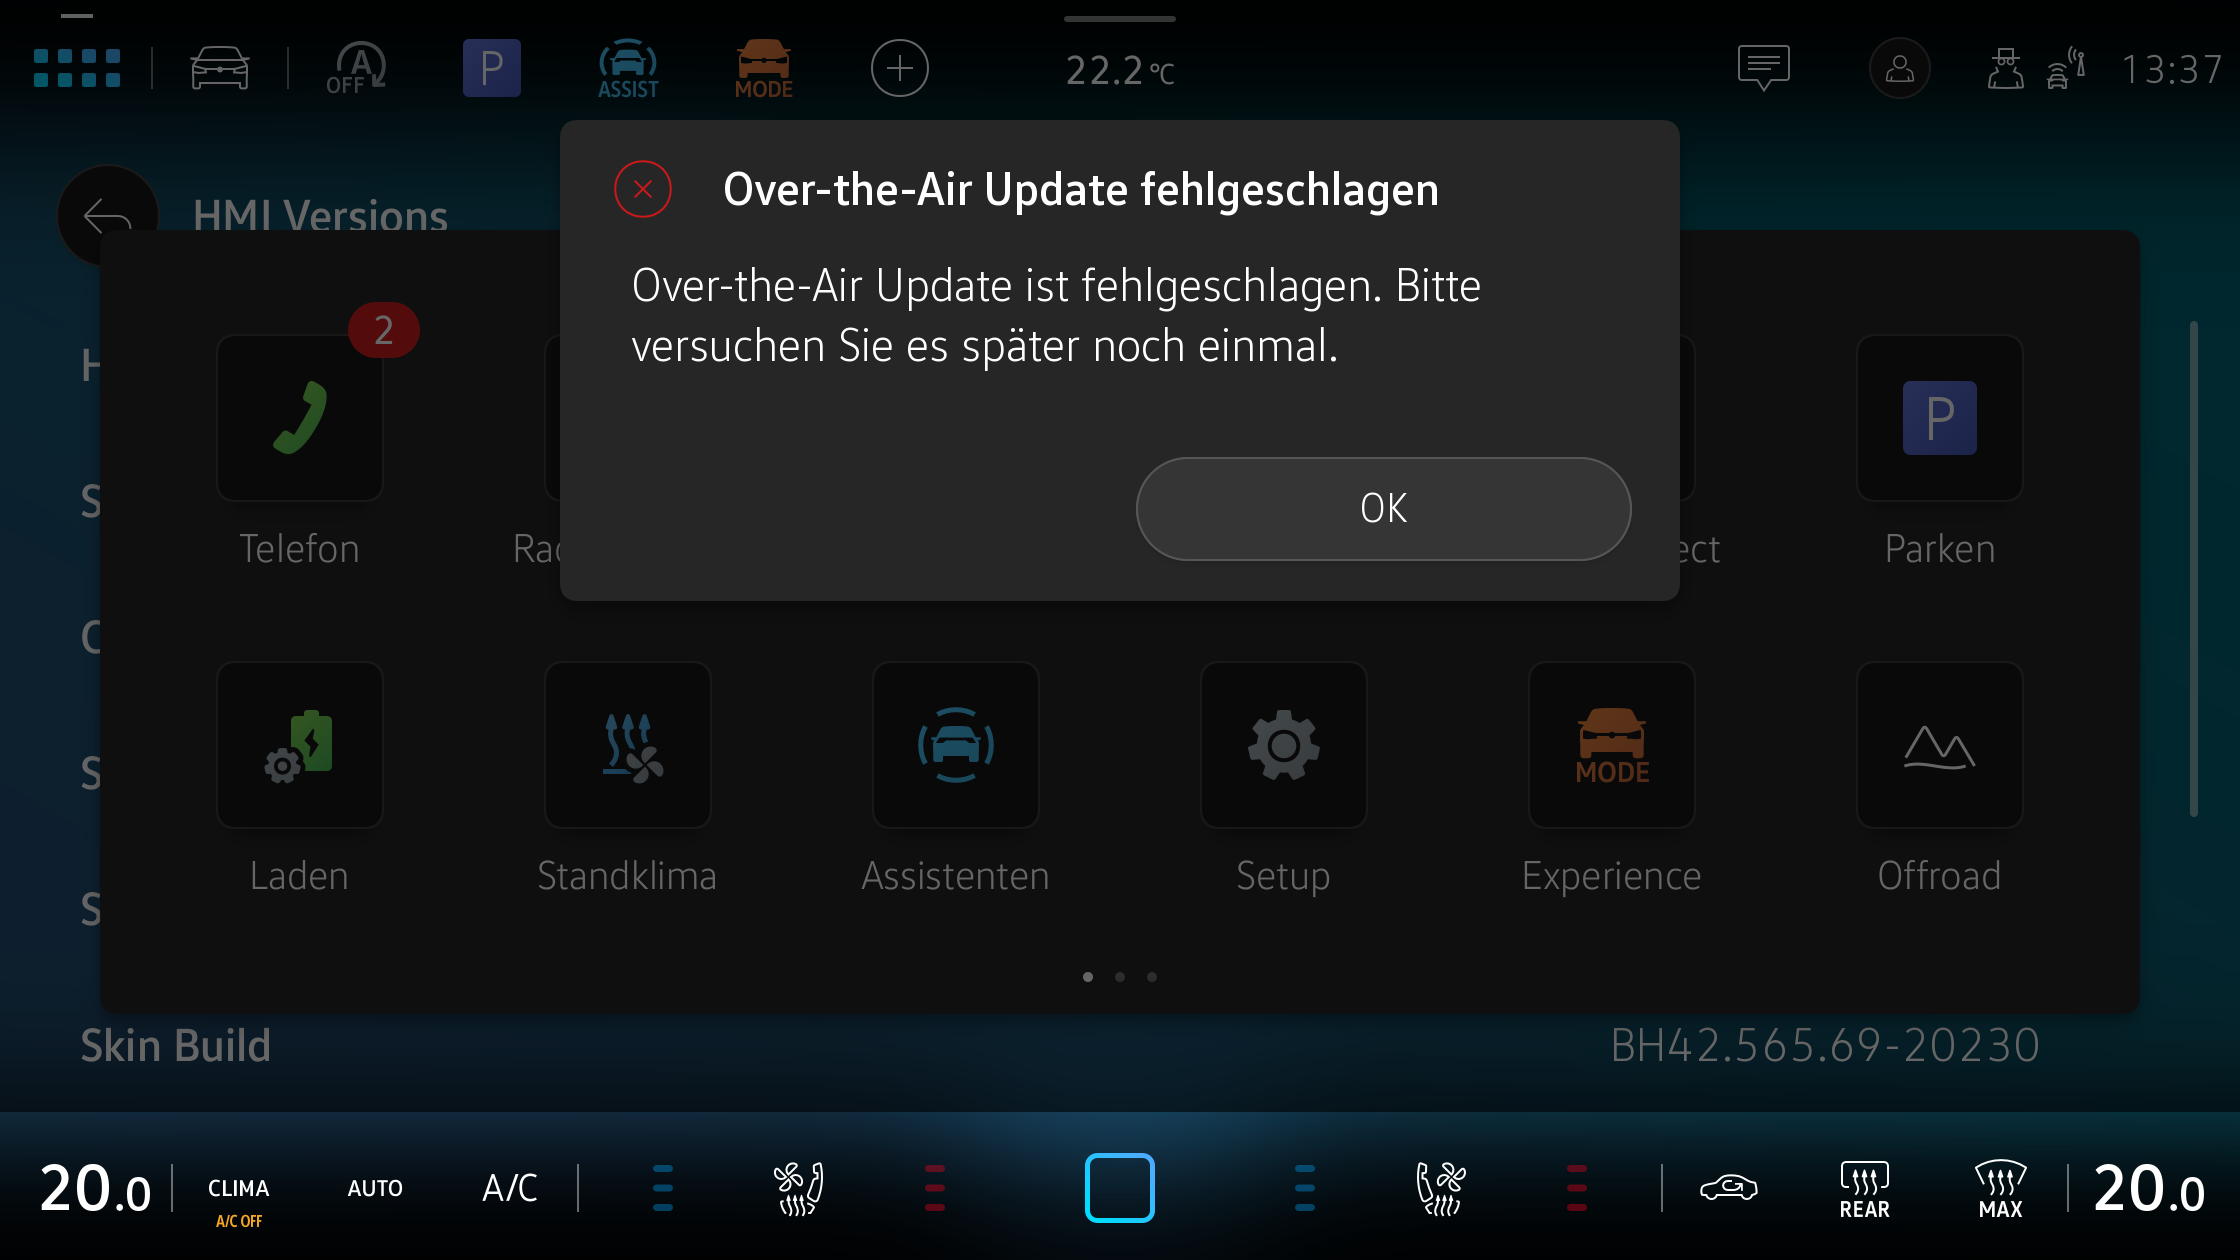 A
OFF
P
ASSIST
MODE
22.2 °C
13:37
HMI Versions
Over-the-Air Update fehlgeschlagen
Over-the-Air Update ist fehlgeschlagen. Bitte
versuchen Sie es später noch einmal.
OK
2
P
Telefon
Parken
MODE
Laden
Standklima
Assistenten
Setup
Experience
Offroad
Skin Build
BH42.565.69-20230
20.0
CLIMA
A/C OFF
AUTO
A/C
REAR
MAX
20.0